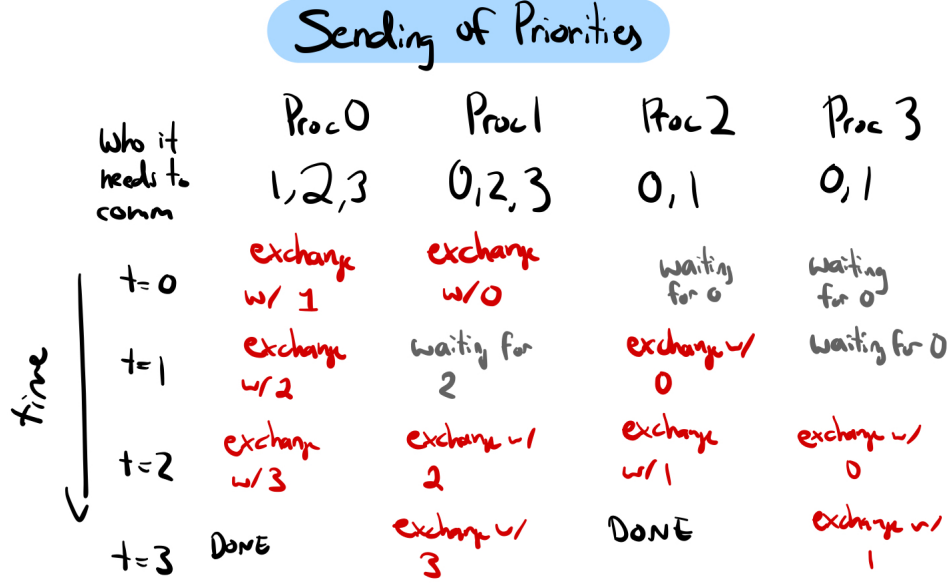 Sending of Priorities
Proc 0 Proc 1 Proc 2 Proc 3
Who it
needs to
comm
1,2,3 0,2,3 0,1 0,1
time
t=0
exchange
w/ 1
exchange
w/0
waiting
for 0
waiting
for 0
t=1
exchange
w/2
waiting for
2
exchange w/
0
waiting for 0
t=2
exchange
w/3
exchange w/
2
exchange
w/1
exchange w/
0
t=3
DONE
exchange w/
3
DONE
exchange w/
1